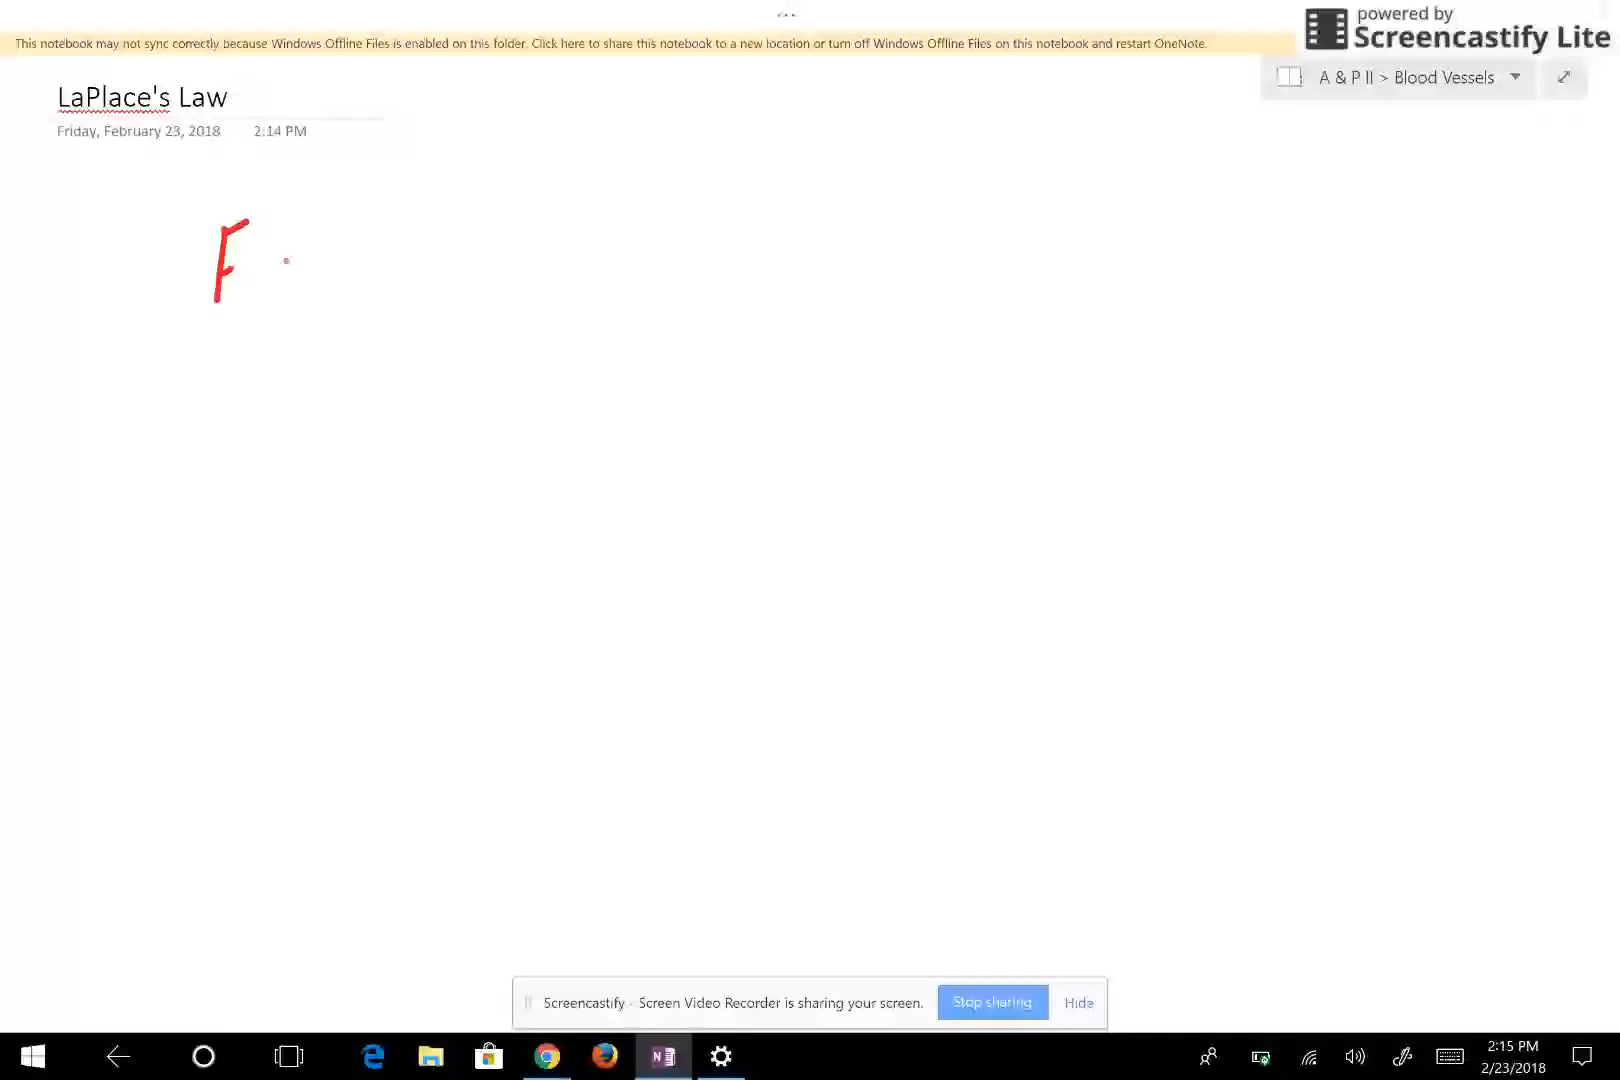 ...
powered by
Screencastify Lite
This notebook may not sync correctly because Windows Offline Files is enabled on this folder. Click here to share this notebook to a new location or turn off Windows Offline Files on this notebook and restart OneNote.
A & P II > Blood Vessels
LaPlace's Law
Friday, February 23, 2018 2:14 PM
F
Screencastify - Screen Video Recorder is sharing your screen. Stop sharing Hide
N
2:15 PM
2/23/2018